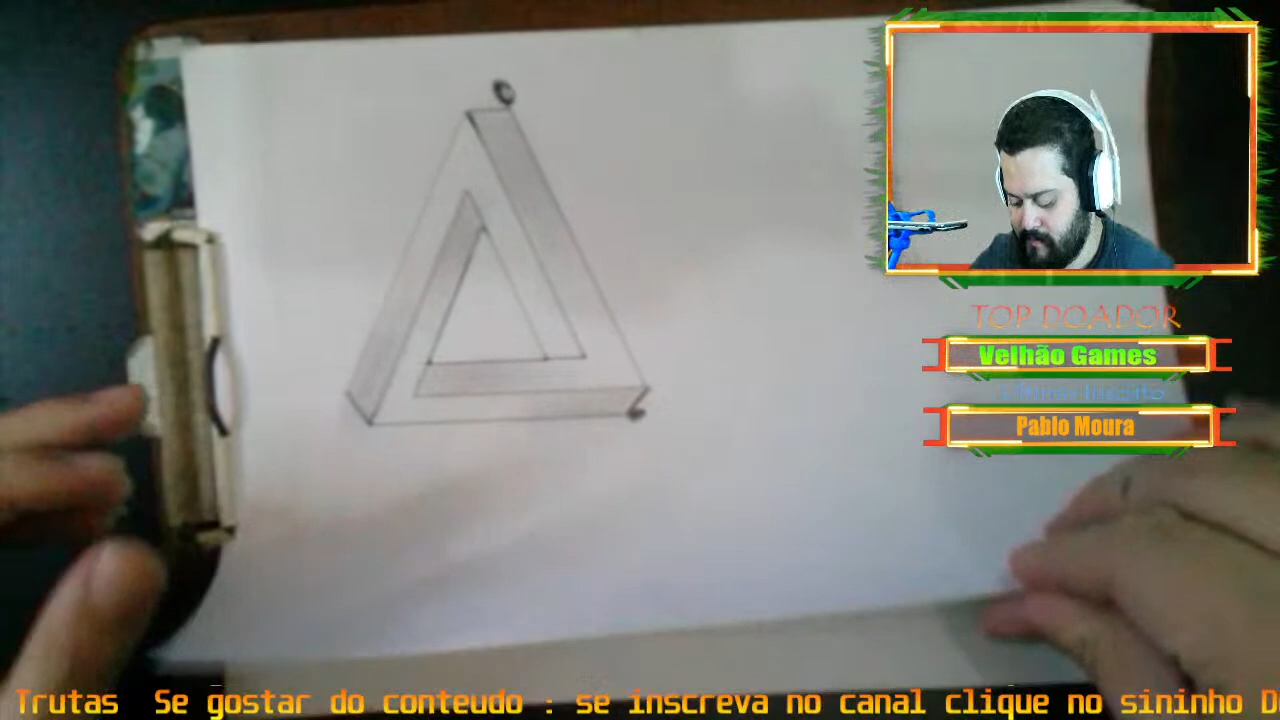 TOP DOADOR
Velhão Games
Pablo Moura
Trutas Se gostar do conteudo : se inscreva no canal clique no sininho D